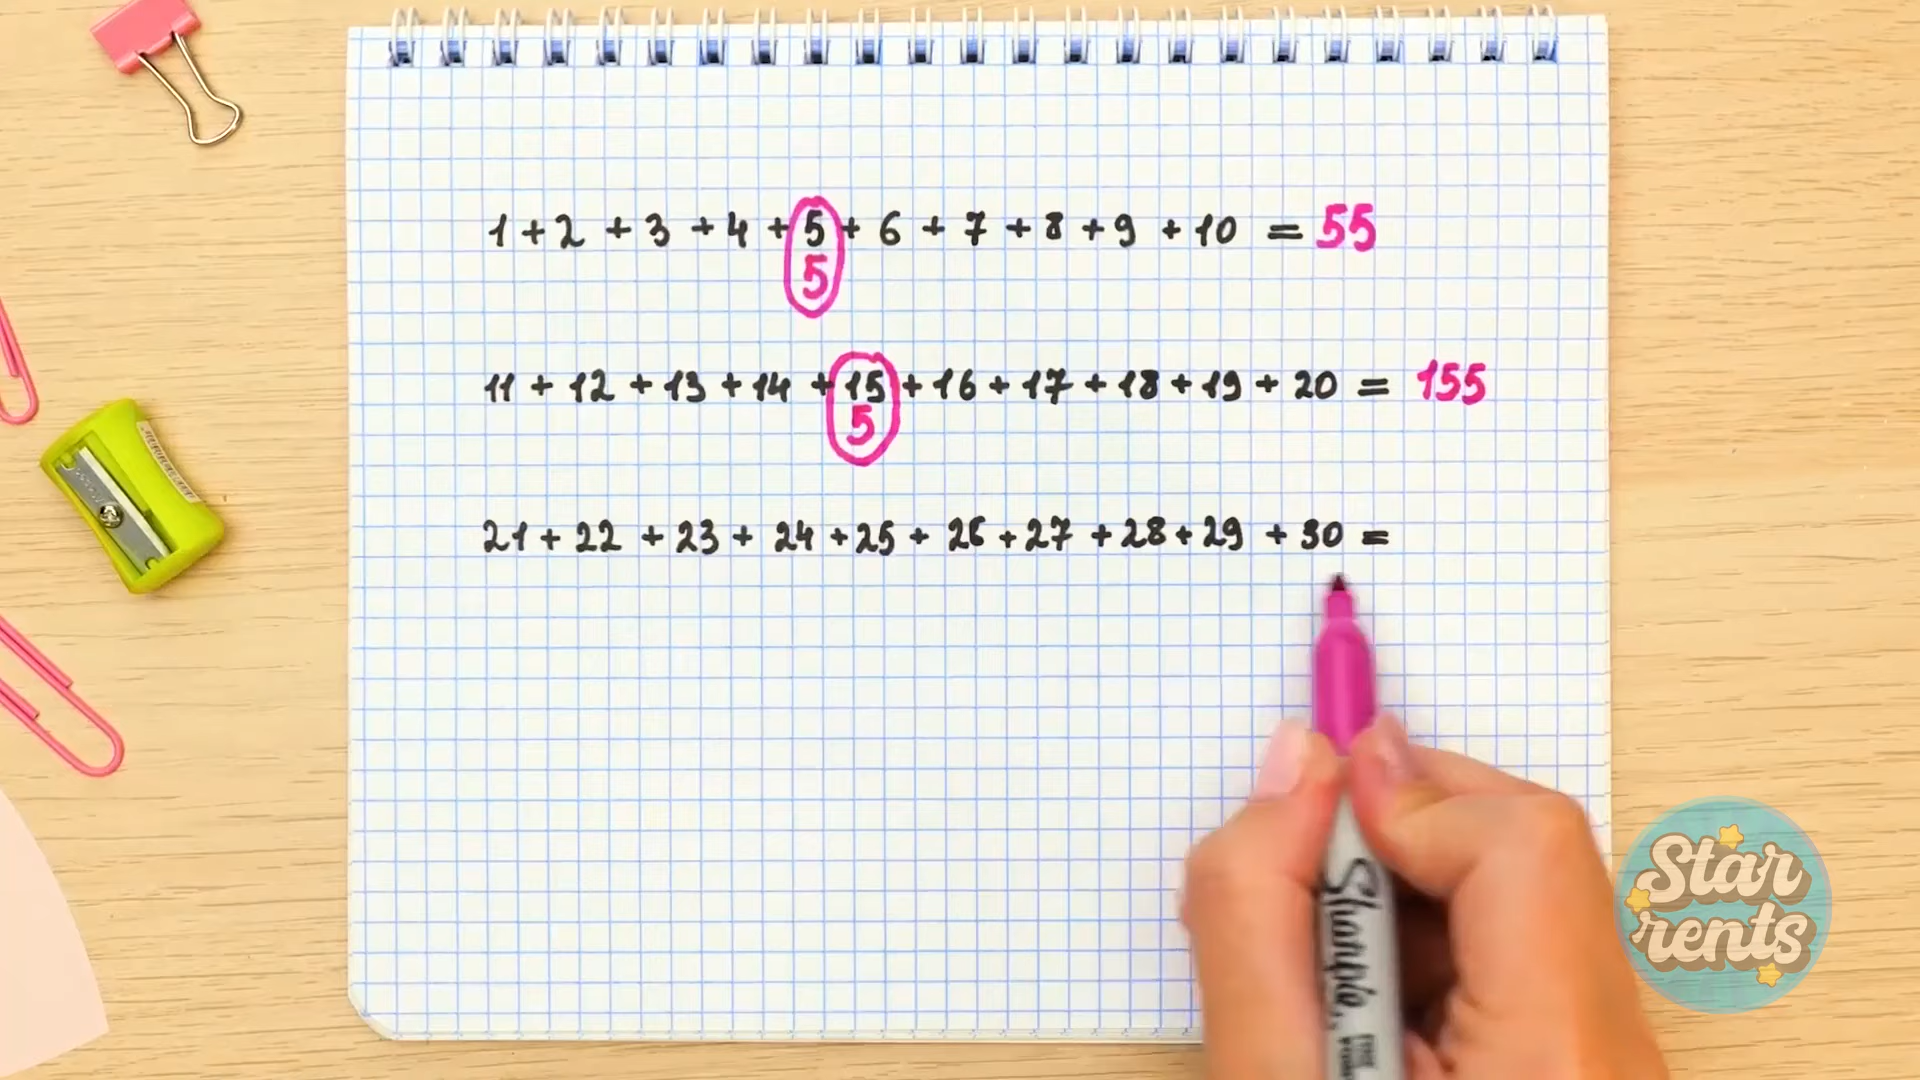 1 + 2 + 3 + 4 + 5 + 6 + 7 + 8 + 9 + 10 = 55
5
11 + 12 + 13 + 14 + 15 + 16 + 17 + 18 + 19 + 20 = 155
5
21 + 22 + 23 + 24 + 25 + 26 + 27 + 28 + 29 + 30 =
Sharpie
Star
rents